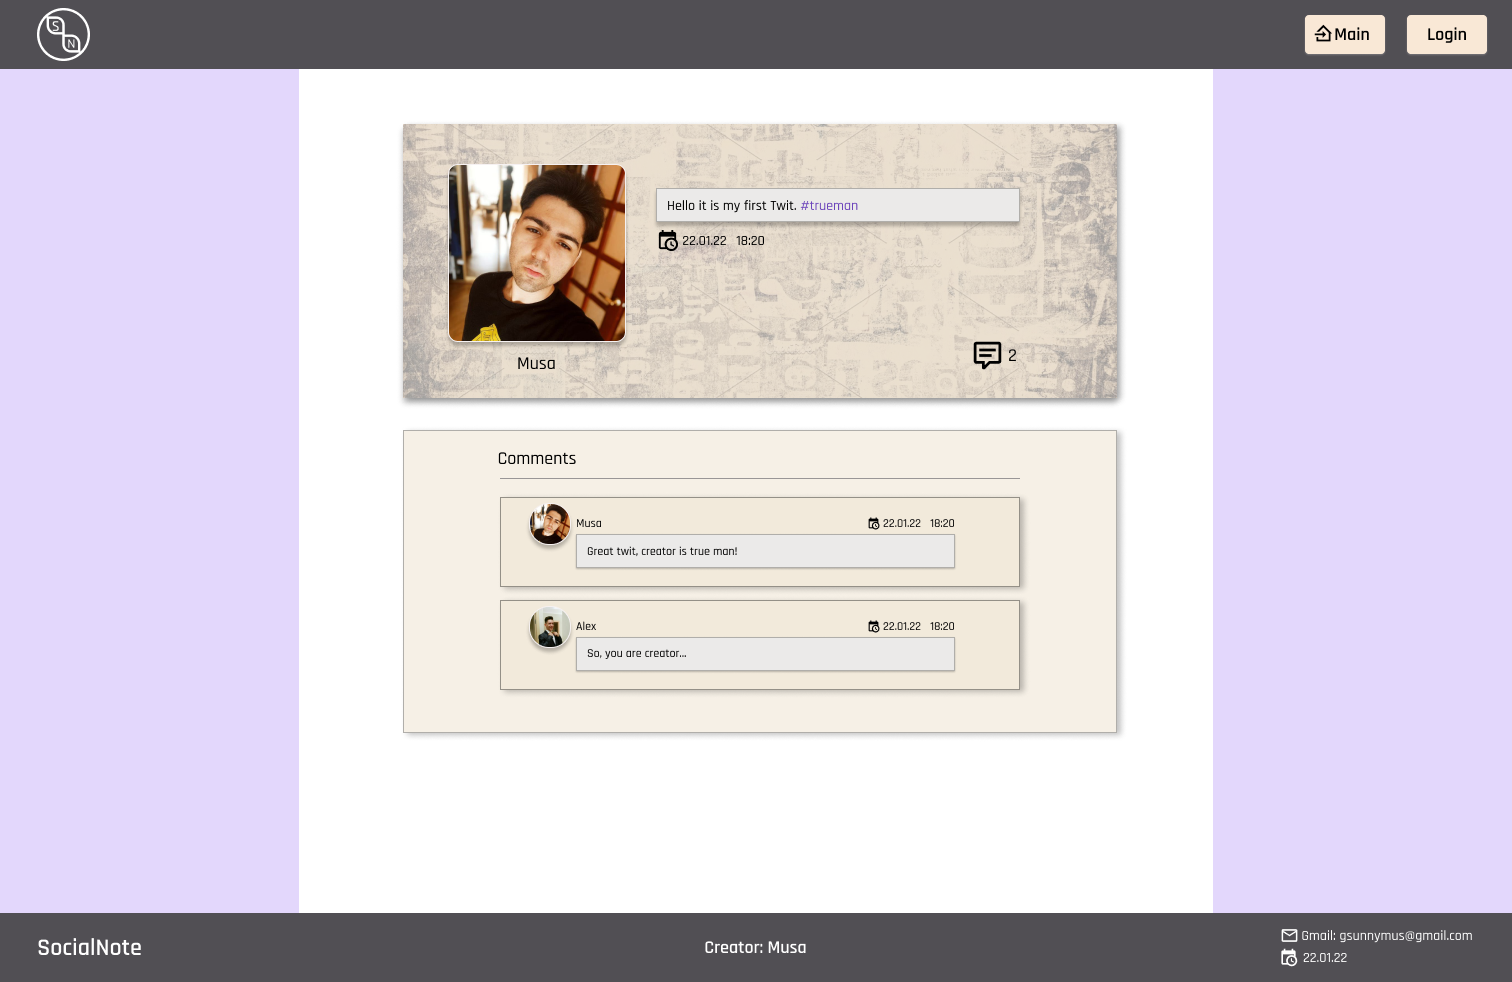 S
N
Main
Login
Hello it is my first Twit. #trueman
22.01.22 18:20
Musa
2
Comments
Musa
22.01.22 18:20
Great twit, creator is true man!
Alex
22.01.22 18:20
So, you are creator...
SocialNote
Creator: Musa
Gmail: gsunnymus@gmail.com
22.01.22